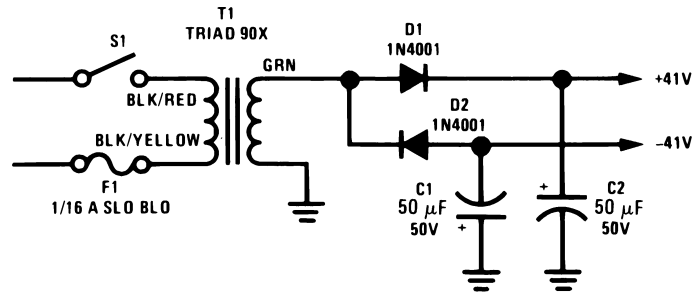 T1
TRIAD 90X
S1
BLK/RED
GRN
D1
1N4001
+41V
BLK/YELLOW
D2
1N4001
−41V
F1
1/16 A SLO BLO
C1
50 μF
50V
+
+
C2
50 μF
50V